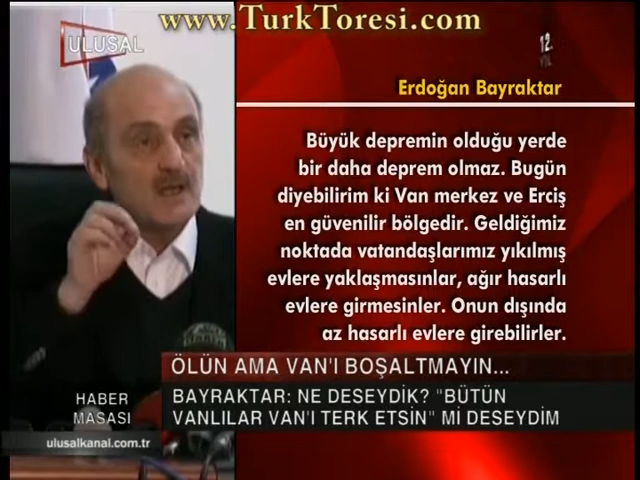 www.TurkToresi.com
ULUSAL
12.
YIL
Erdoğan Bayraktar
Büyük depremin olduğu yerde
bir daha deprem olmaz. Bugün
diyebilirim ki Van merkez ve Erciş
en güvenilir bölgedir. Geldiğimiz
noktada vatandaşlarımız yıkılmış
evlere yaklaşmasınlar, ağır hasarlı
evlere girmesinler. Onun dışında
az hasarlı evlere girebilirler.
ÖLÜN AMA VAN'I BOŞALTMAYIN...
HABER
MASASI
BAYRAKTAR: NE DESEYDİK? "BÜTÜN
VANLILAR VAN'I TERK ETSİN" Mİ DESEYDİM
ulusalkanal.com.tr